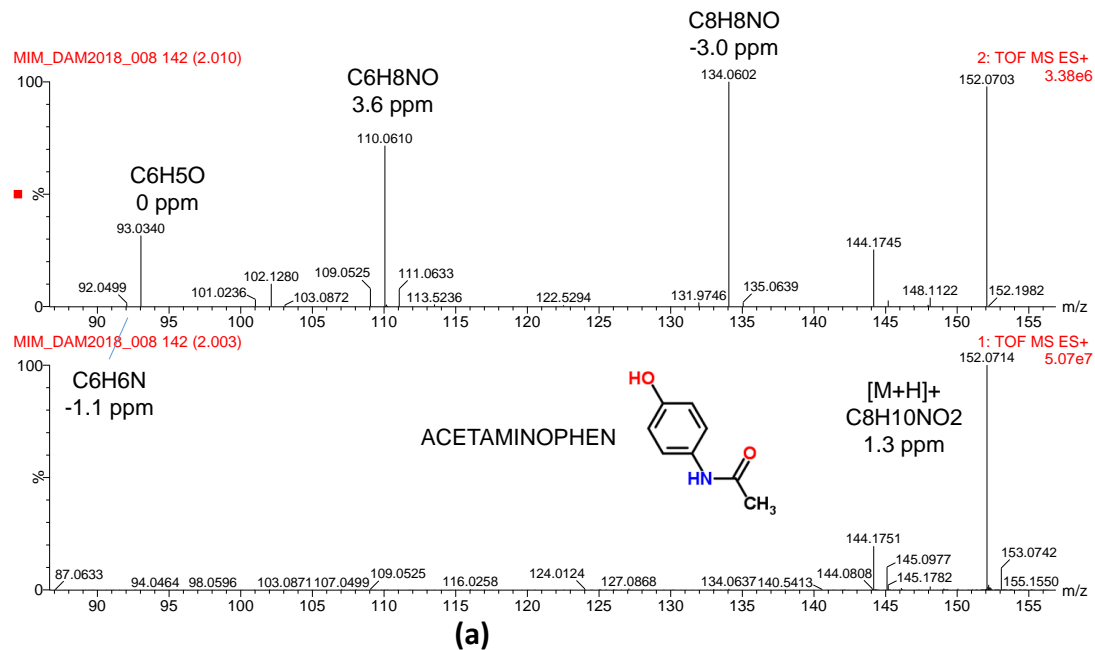 MIM_DAM2018_008 142 (2.010)
2: TOF MS ES+
3.38e6
C8H8NO
-3.0 ppm
C6H8NO
3.6 ppm
C6H5O
0 ppm
100
%
0
92.0499
93.0340
101.0236
102.1280
103.0872
109.0525
110.0610
111.0633
113.5236
122.5294
131.9746
134.0602
135.0639
144.1745
148.1122
152.0703
152.1982
m/z
90 95 100 105 110 115 120 125 130 135 140 145 150 155
MIM_DAM2018_008 142 (2.003)
1: TOF MS ES+
5.07e7
C6H6N
-1.1 ppm
ACETAMINOPHEN
HO
HN
O
CH3
[M+H]+
C8H10NO2
1.3 ppm
100
%
0
87.0633
94.0464
98.0596
103.0871
107.0499
109.0525
116.0258
124.0124
127.0868
134.0637
140.5413
144.0808
144.1751
145.0977
145.1782
152.0714
153.0742
155.1550
m/z
90 95 100 105 110 115 120 125 130 135 140 145 150 155
(a)